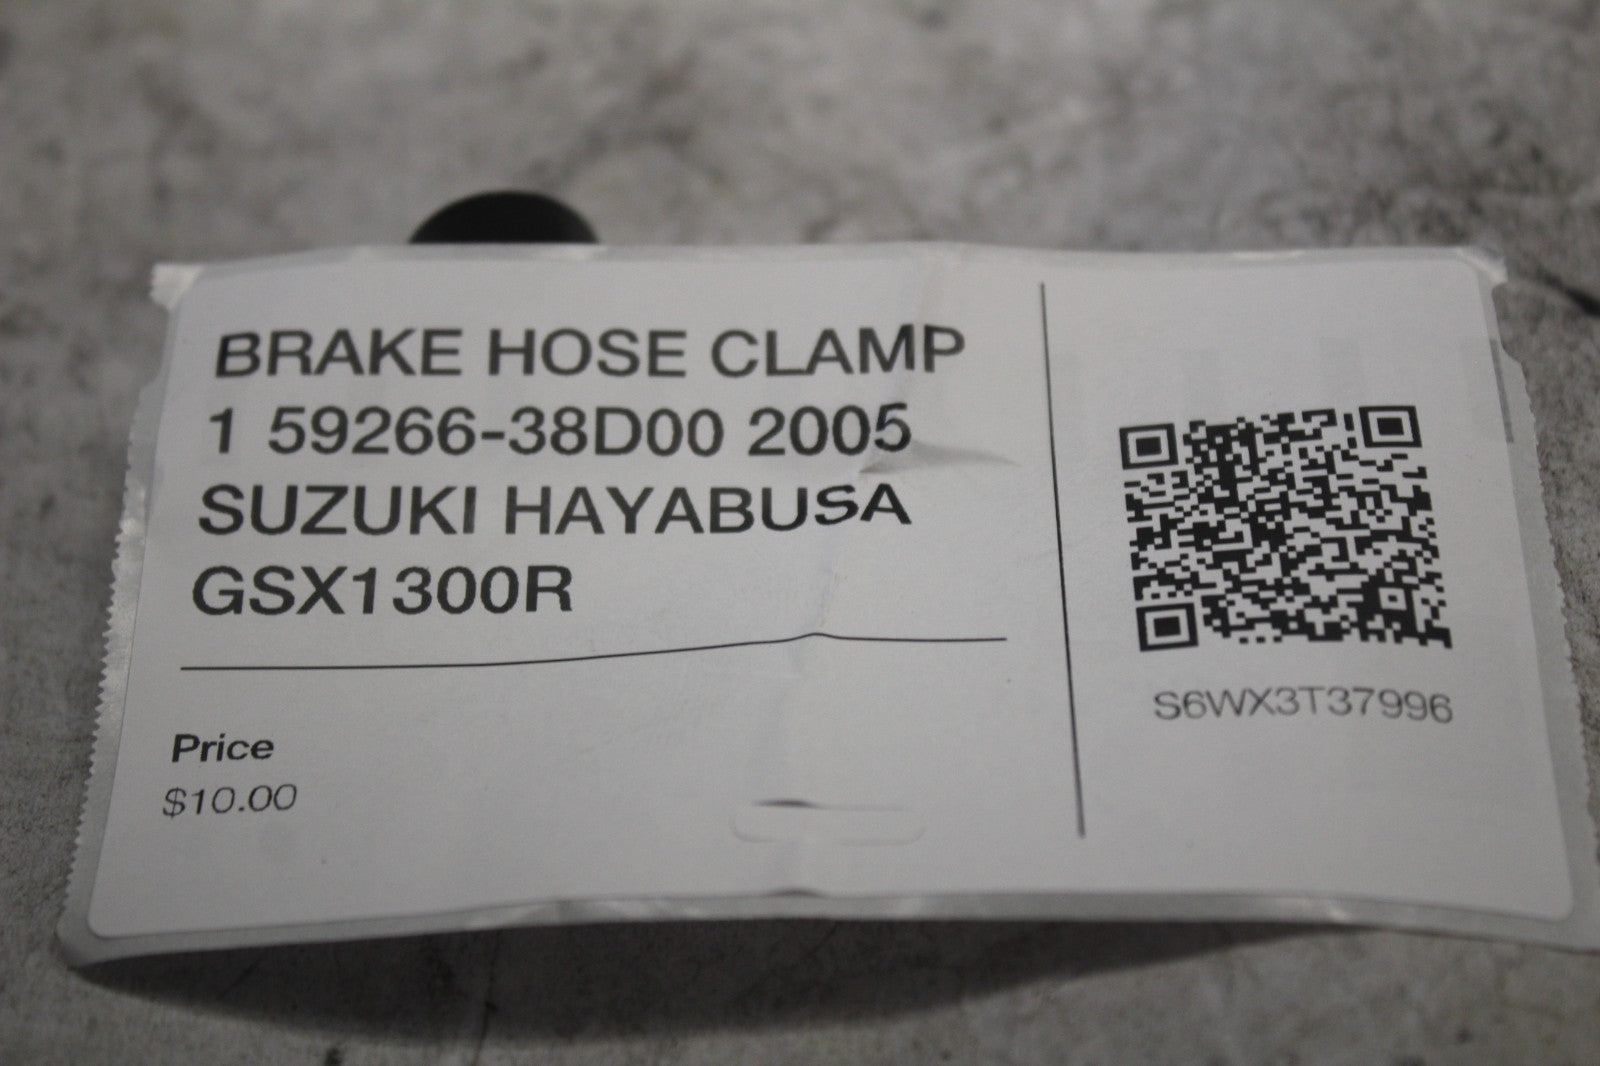 BRAKE HOSE CLAMP
1 59266-38D00 2005
SUZUKI HAYABUSA
GSX1300R
Price
$10.00
S6WX3T37996